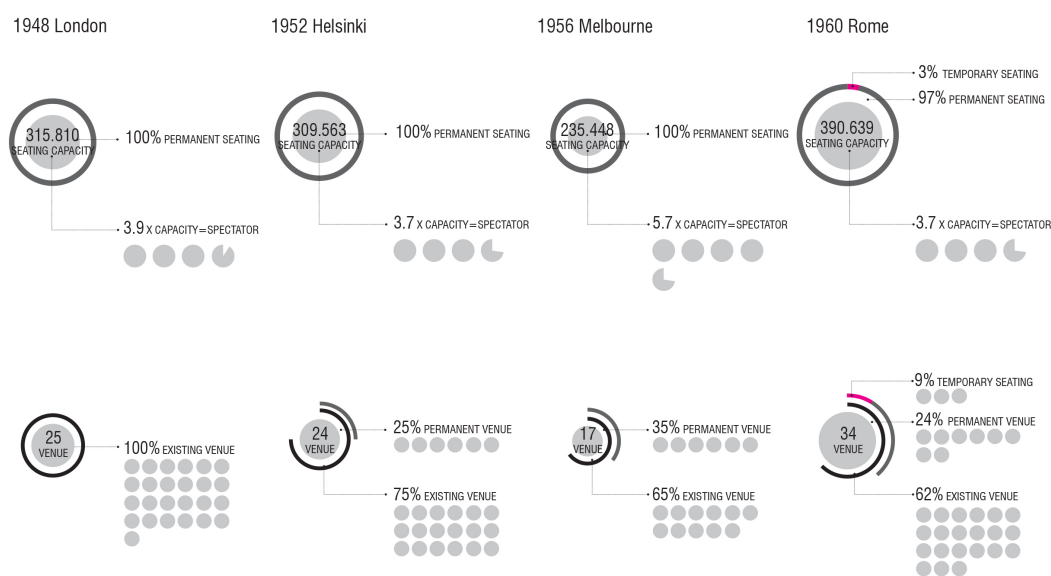 1948 London
1952 Helsinki
1956 Melbourne
1960 Rome
315.810
SEATING CAPACITY
100% PERMANENT SEATING
3.9 X CAPACITY=SPECTATOR
309.563
SEATING CAPACITY
100% PERMANENT SEATING
3.7 X CAPACITY=SPECTATOR
235.448
SEATING CAPACITY
100% PERMANENT SEATING
5.7 X CAPACITY=SPECTATOR
3% TEMPORARY SEATING
97% PERMANENT SEATING
390.639
SEATING CAPACITY
3.7 X CAPACITY=SPECTATOR
25
VENUE
100% EXISTING VENUE
24
VENUE
25% PERMANENT VENUE
75% EXISTING VENUE
17
VENUE
35% PERMANENT VENUE
65% EXISTING VENUE
9% TEMPORARY SEATING
24% PERMANENT VENUE
34
VENUE
62% EXISTING VENUE